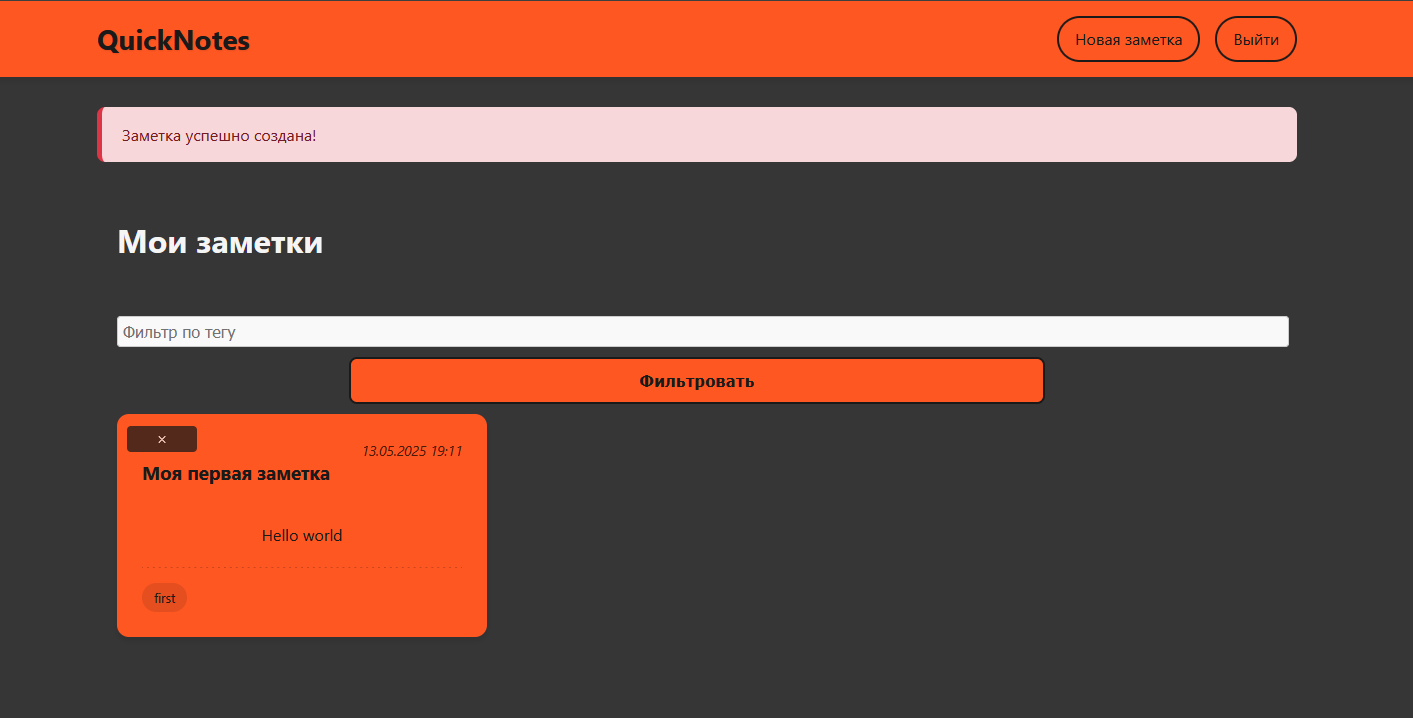 QuickNotes
Новая заметка
Выйти
Заметка успешно создана!
Мои заметки
Фильтр по тегу
Фильтровать
×
13.05.2025 19:11
Моя первая заметка
Hello world
first